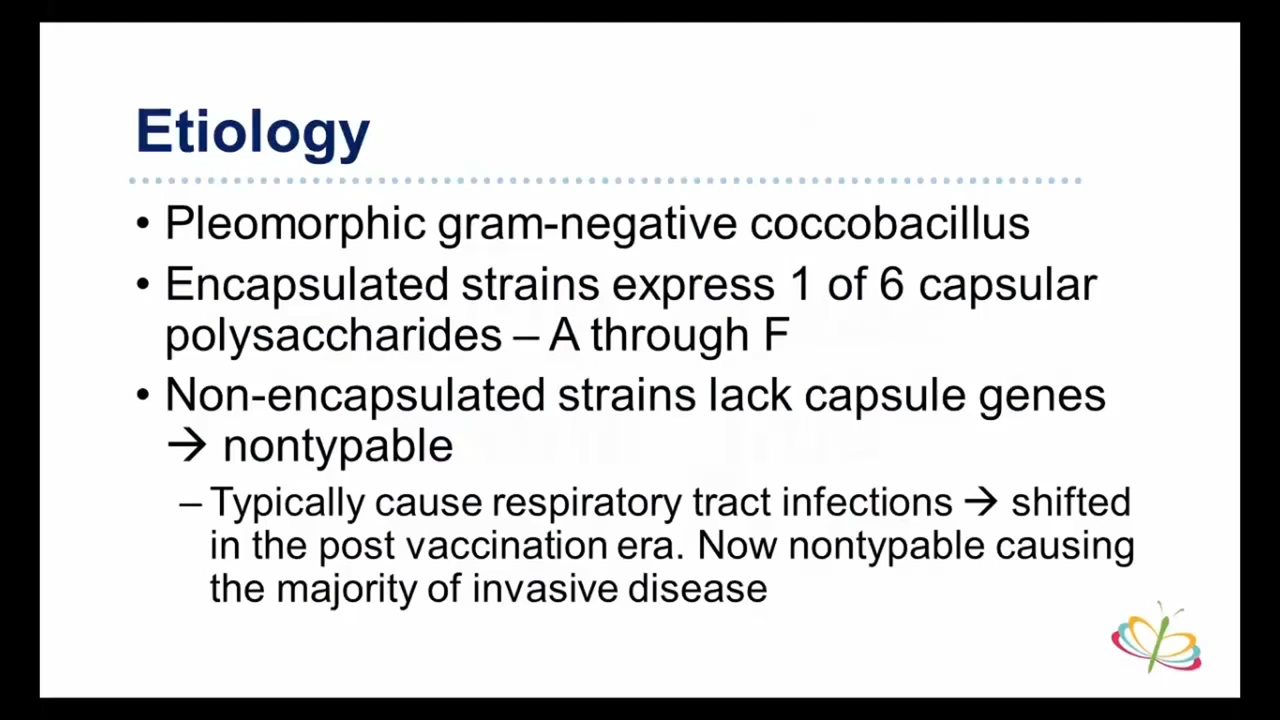 Etiology
• Pleomorphic gram-negative coccobacillus
• Encapsulated strains express 1 of 6 capsular
polysaccharides – A through F
• Non-encapsulated strains lack capsule genes
→ nontypable
– Typically cause respiratory tract infections → shifted
in the post vaccination era. Now nontypable causing
the majority of invasive disease